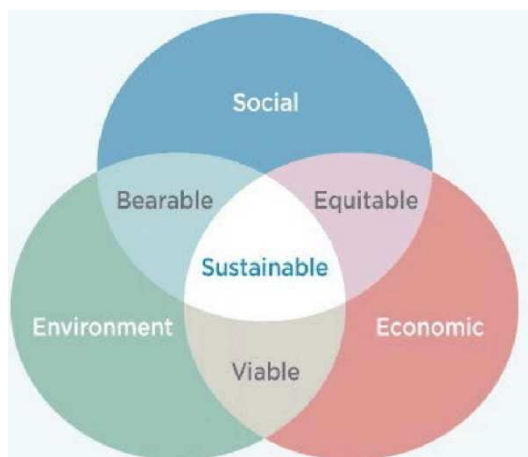 Social
Bearable
Equitable
Sustainable
Environment
Economic
Viable